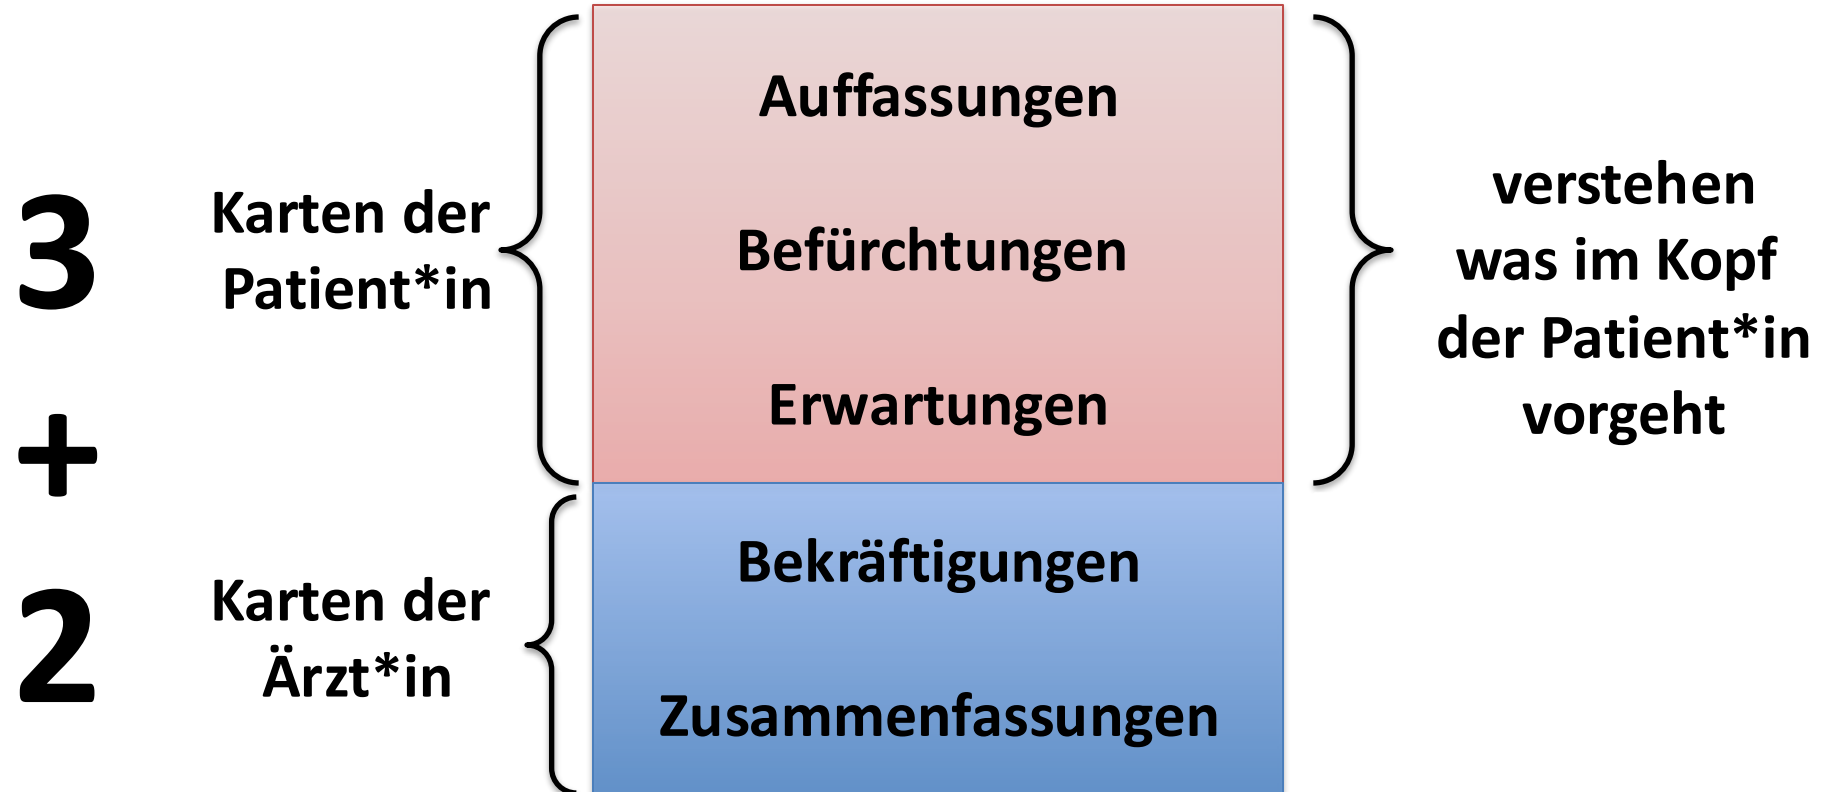 3
Karten der
Patient*in
Auffassungen
Befürchtungen
Erwartungen
verstehen
was im Kopf
der Patient*in
vorgeht
+
2
Karten der
Ärzt*in
Bekräftigungen
Zusammenfassungen